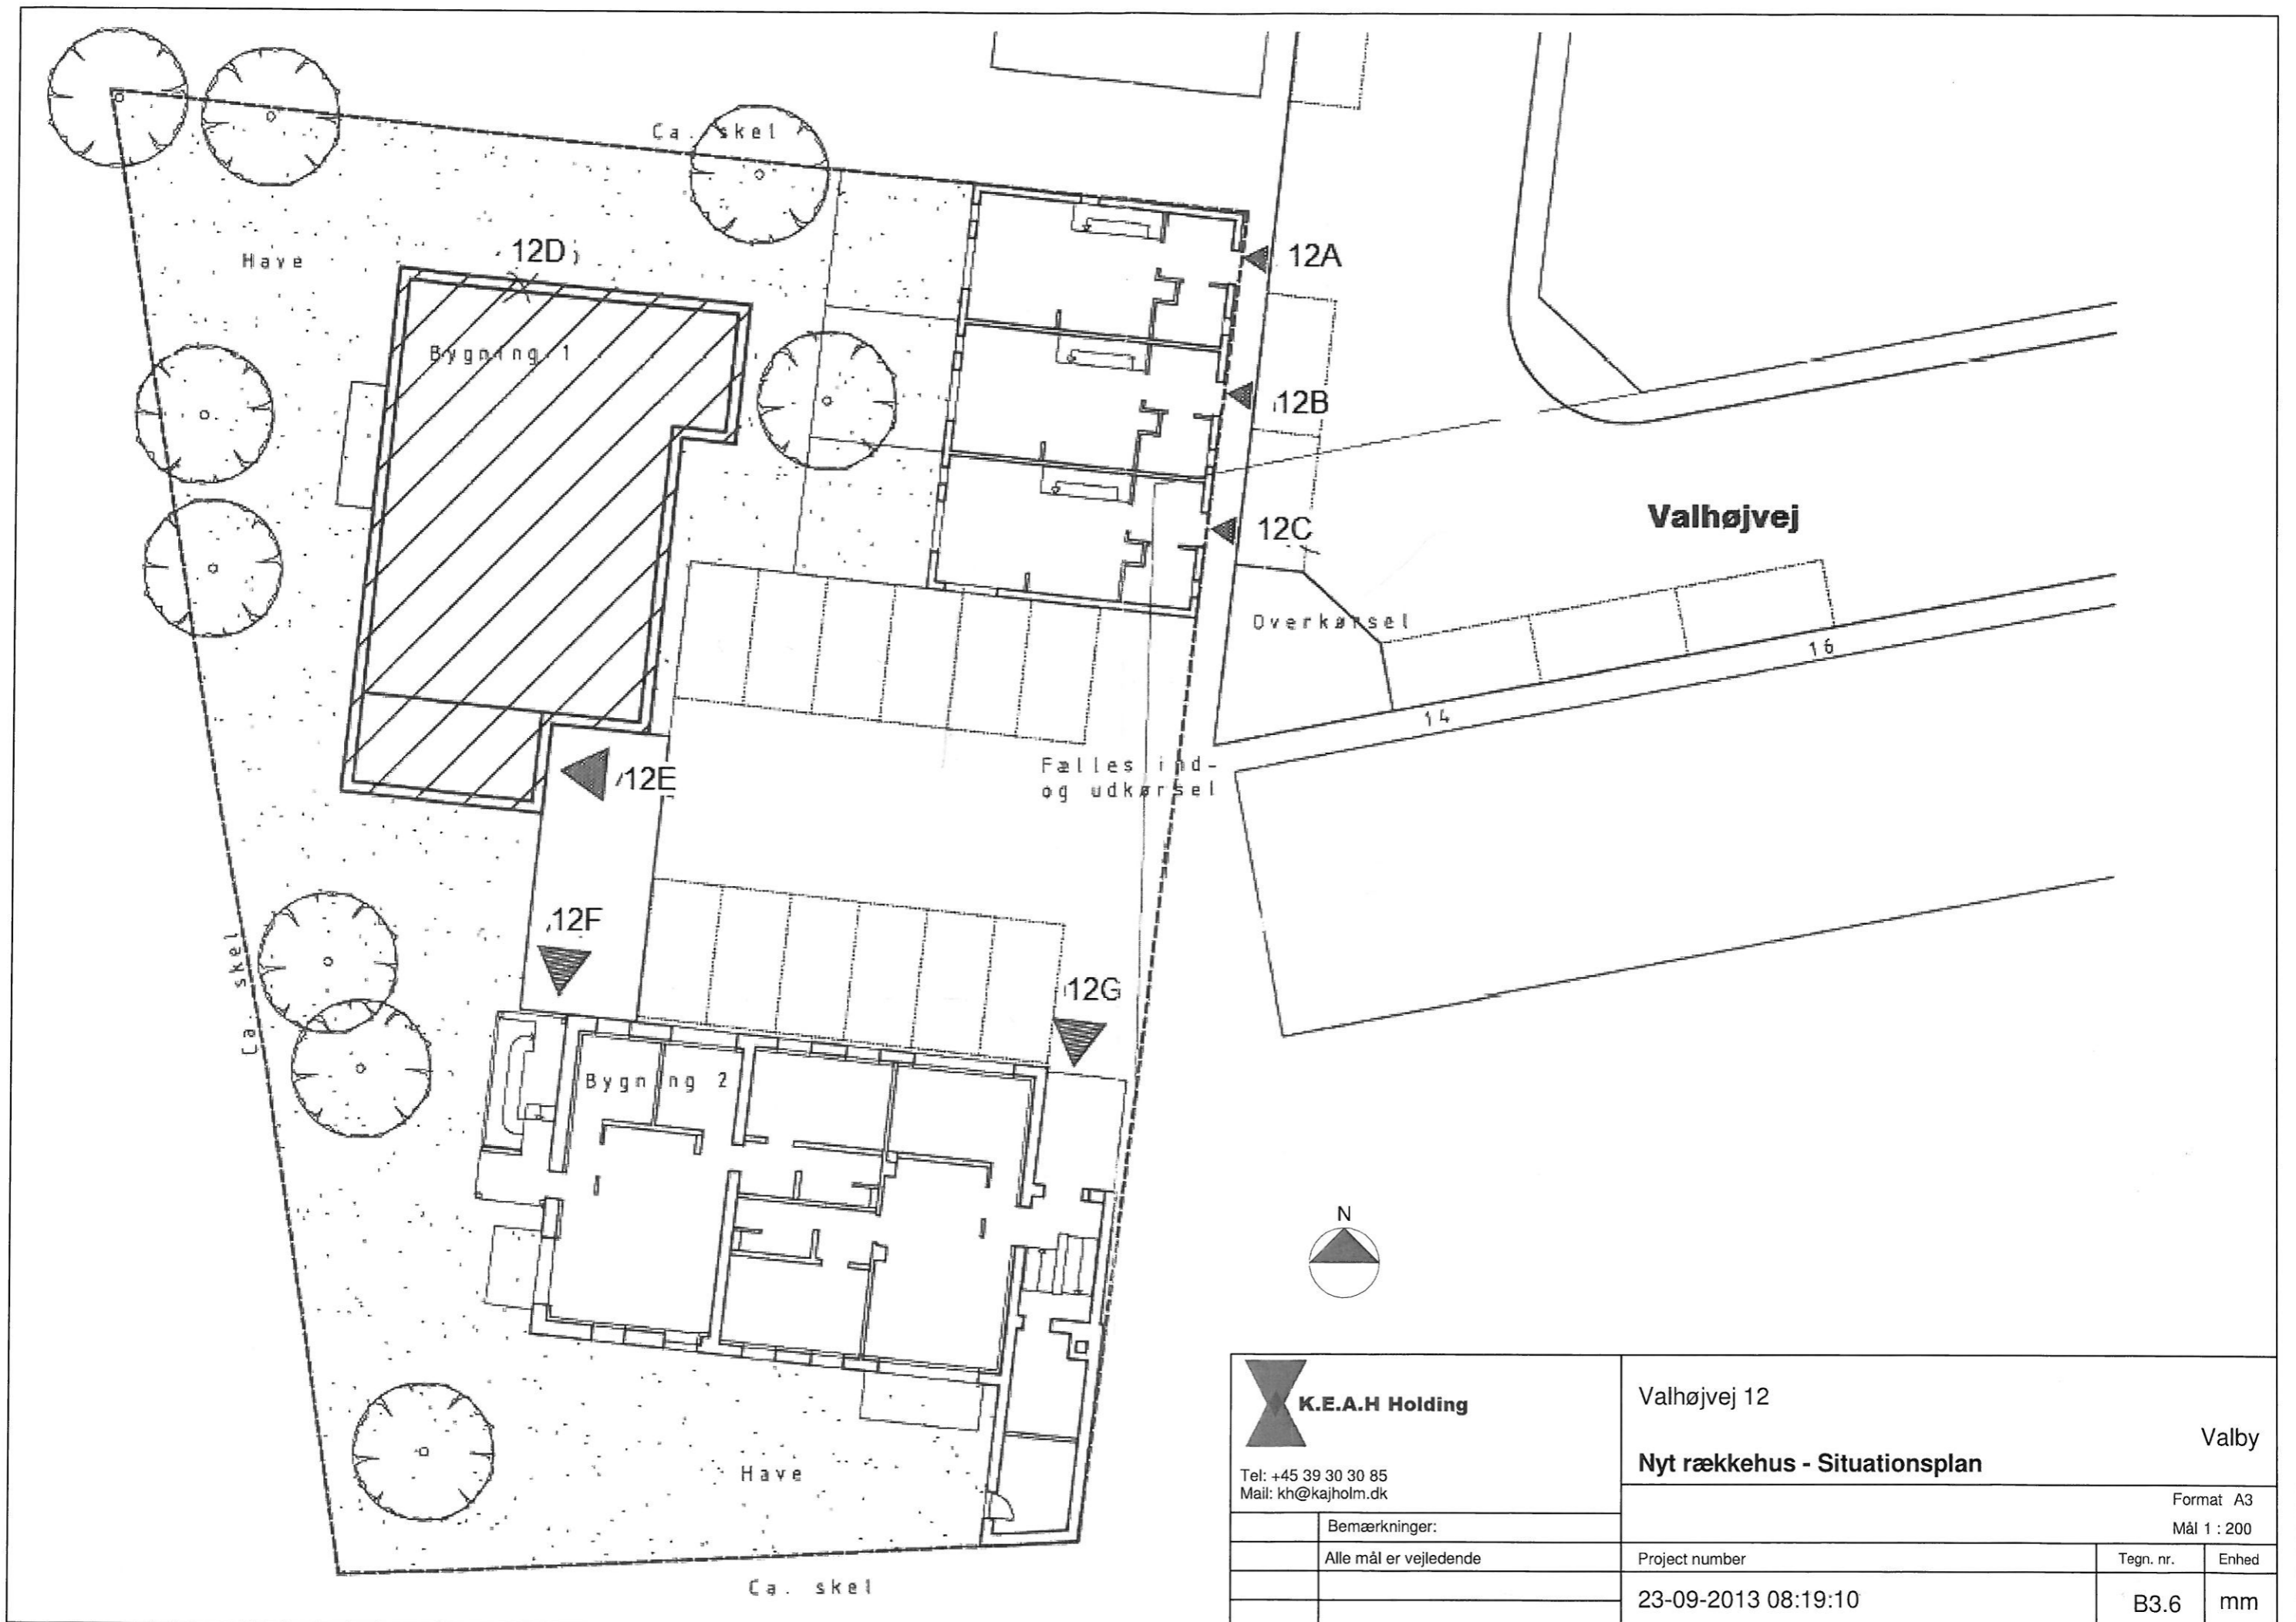 Ca. skel
12D
Have
12A
Bygning 1
12B
Valhøjvej
12C
Overkørsel
16
14
Fælles ind-
og udkørsel
12E
12F
Ca. skel
12G
Bygning 2
N
K.E.A.H Holding
Tel: +45 39 30 30 85
Mail: kh@kajholm.dk
Valhøjvej 12
Valby
Nyt rækkehus - Situationsplan
Format A3
Mål 1 : 200
Bemærkninger:
Alle mål er vejledende
Project number
Tegn. nr.
Enhed
23-09-2013 08:19:10
B3.6
mm
Have
Ca. skel